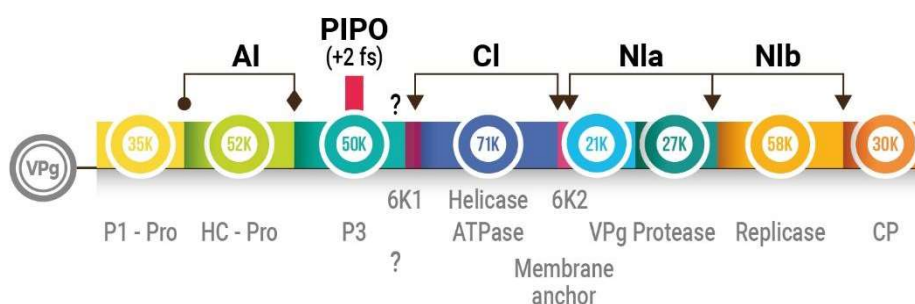 PIPO
(+2 fs)
AI
CI
NIa
NIb
?
VPg
35K
52K
50K
71K
21K
27K
58K
30K
6K1
Helicase
6K2
P1 - Pro
HC - Pro
P3
ATPase
VPg Protease
Replicase
CP
?
Membrane
anchor